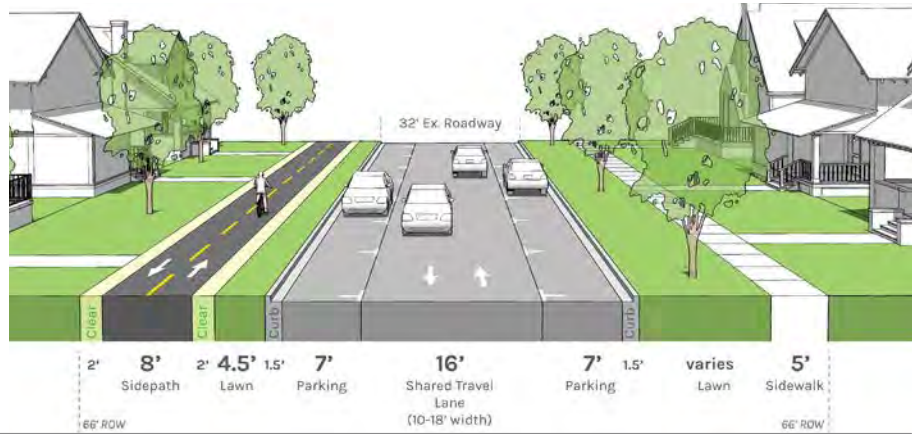 32' Ex. Roadway
Clear
Clear
Curb
Curb
2' 8' 2' 4.5' 1.5' 7' 16' 7' 1.5' varies 5'
Sidepath Lawn Parking Shared Travel Parking Lawn Sidewalk
Lane
(10-18' width)
66' ROW 66' ROW